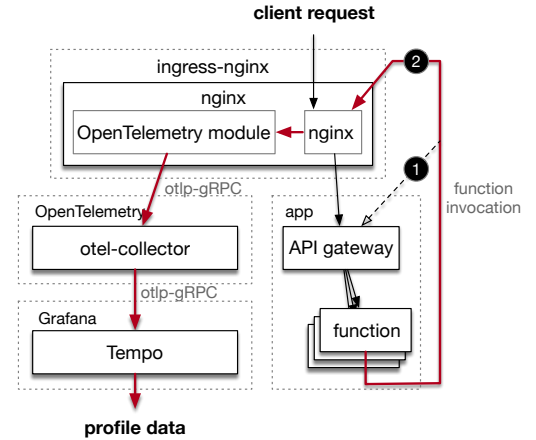 client request
ingress-nginx
2
nginx
OpenTelemetry module
nginx
1
otlp-gRPC
function
invocation
OpenTelemetry
app
otel-collector
API gateway
otlp-gRPC
Grafana
function
Tempo
profile data